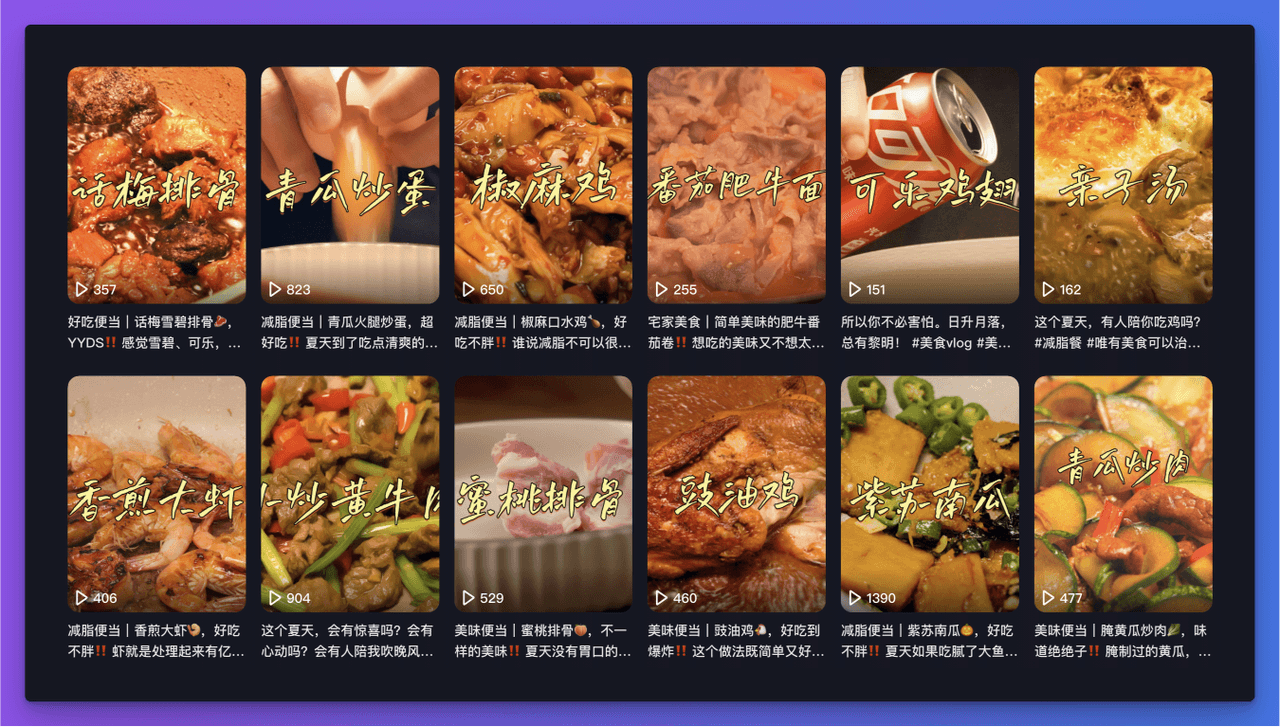 话梅排骨
357
好吃便当 | 话梅雪碧排骨🍖，
YYDS‼️ 感觉雪碧、可乐，...
青瓜炒蛋
823
减脂便当 | 青瓜火腿炒蛋，超
好吃‼️ 夏天到了吃点清爽的...
椒麻鸡
650
减脂便当 | 椒麻口水鸡🍗，好
吃不胖‼️ 谁说减脂不可以很...
番茄肥牛面
255
宅家美食 | 简单美味的肥牛番
茄卷‼️ 想吃的美味又不想太...
可乐鸡翅
可口
151
所以你不必害怕。日升月落，
总有黎明！ #美食vlog #美...
亲子汤
162
这个夏天，有人陪你吃鸡吗？
#减脂餐 #唯有美食可以治...
香煎大虾
406
减脂便当 | 香煎大虾🍤，好吃
不胖‼️ 虾就是处理起来有亿...
小炒黄牛肉
904
这个夏天，会有惊喜吗？会有
心动吗？会有人陪我吹晚风...
蜜桃排骨
529
美味便当 | 蜜桃排骨🍑，不一
样的美味‼️ 夏天没有胃口的...
豉油鸡
460
美味便当 | 豉油鸡🐔，好吃到
爆炸‼️ 这个做法既简单又好...
紫苏南瓜
1390
减脂便当 | 紫苏南瓜🎃，好吃
不胖‼️ 夏天如果吃腻了大鱼...
青瓜炒肉
477
美味便当 | 腌黄瓜炒肉🥬，味
道绝绝子‼️ 腌制过的黄瓜，...